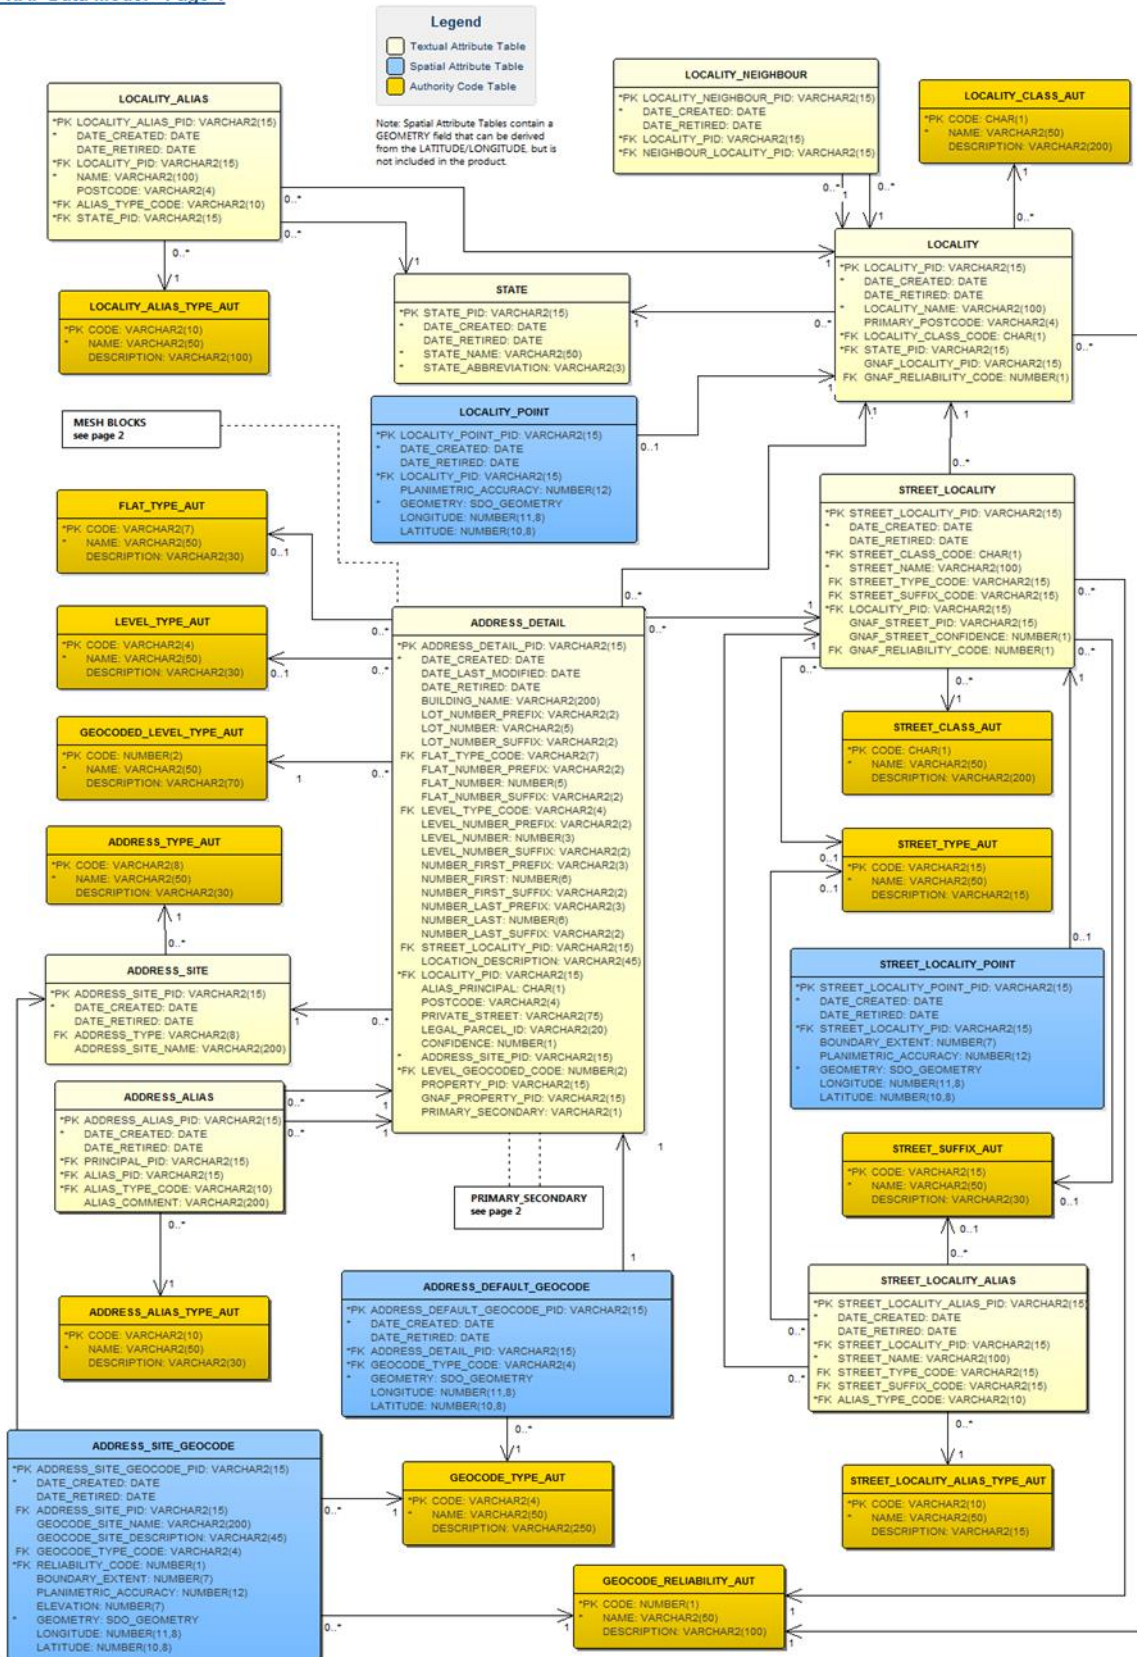 Legend
Textual Attribute Table
Spatial Attribute Table
Authority Code Table
Note: Spatial Attribute Tables contain a
GEOMETRY field that can be derived
from the LATITUDE/LONGITUDE, but is
not included in the product.
LOCALITY_ALIAS
*PK LOCALITY_ALIAS_PID: VARCHAR2(15)
* DATE_CREATED: DATE
DATE_RETIRED: DATE
*FK LOCALITY_PID: VARCHAR2(15)
* NAME: VARCHAR2(100)
POSTCODE: VARCHAR2(4)
*FK ALIAS_TYPE_CODE: VARCHAR2(10)
*FK STATE_PID: VARCHAR2(15)
LOCALITY_NEIGHBOUR
*PK LOCALITY_NEIGHBOUR_PID: VARCHAR2(15)
* DATE_CREATED: DATE
DATE_RETIRED: DATE
*FK LOCALITY_PID: VARCHAR2(15)
*FK NEIGHBOUR_LOCALITY_PID: VARCHAR2(15)
LOCALITY_CLASS_AUT
*PK CODE: CHAR(1)
* NAME: VARCHAR2(50)
DESCRIPTION: VARCHAR2(200)
LOCALITY
*PK LOCALITY_PID: VARCHAR2(15)
* DATE_CREATED: DATE
DATE_RETIRED: DATE
* LOCALITY_NAME: VARCHAR2(100)
PRIMARY_POSTCODE: VARCHAR2(4)
*FK LOCALITY_CLASS_CODE: CHAR(1)
*FK STATE_PID: VARCHAR2(15)
GNAF_LOCALITY_PID: VARCHAR2(15)
FK GNAF_RELIABILITY_CODE: NUMBER(1)
LOCALITY_ALIAS_TYPE_AUT
*PK CODE: VARCHAR2(10)
* NAME: VARCHAR2(50)
DESCRIPTION: VARCHAR2(100)
STATE
*PK STATE_PID: VARCHAR2(15)
* DATE_CREATED: DATE
DATE_RETIRED: DATE
* STATE_NAME: VARCHAR2(50)
* STATE_ABBREVIATION: VARCHAR2(3)
LOCALITY_POINT
*PK LOCALITY_POINT_PID: VARCHAR2(15)
* DATE_CREATED: DATE
DATE_RETIRED: DATE
*FK LOCALITY_PID: VARCHAR2(15)
PLANIMETRIC_ACCURACY: NUMBER(12)
* GEOMETRY: SDO_GEOMETRY
LONGITUDE: NUMBER(11,8)
LATITUDE: NUMBER(10,8)
MESH BLOCKS
see page 2
FLAT_TYPE_AUT
*PK CODE: VARCHAR2(7)
* NAME: VARCHAR2(50)
DESCRIPTION: VARCHAR2(30)
STREET_LOCALITY
*PK STREET_LOCALITY_PID: VARCHAR2(15)
* DATE_CREATED: DATE
DATE_RETIRED: DATE
*FK STREET_CLASS_CODE: CHAR(1)
* STREET_NAME: VARCHAR2(100)
FK STREET_TYPE_CODE: VARCHAR2(15)
FK STREET_SUFFIX_CODE: VARCHAR2(15)
*FK LOCALITY_PID: VARCHAR2(15)
GNAF_STREET_PID: VARCHAR2(15)
GNAF_STREET_CONFIDENCE: NUMBER(1)
FK GNAF_RELIABILITY_CODE: NUMBER(1)
LEVEL_TYPE_AUT
*PK CODE: VARCHAR2(4)
* NAME: VARCHAR2(50)
DESCRIPTION: VARCHAR2(30)
ADDRESS_DETAIL
*PK ADDRESS_DETAIL_PID: VARCHAR2(15)
* DATE_CREATED: DATE
DATE_LAST_MODIFIED: DATE
DATE_RETIRED: DATE
BUILDING_NAME: VARCHAR2(200)
LOT_NUMBER_PREFIX: VARCHAR2(2)
LOT_NUMBER: VARCHAR2(5)
LOT_NUMBER_SUFFIX: VARCHAR2(2)
FK FLAT_TYPE_CODE: VARCHAR2(7)
FLAT_NUMBER_PREFIX: VARCHAR2(2)
FLAT_NUMBER: NUMBER(5)
FLAT_NUMBER_SUFFIX: VARCHAR2(2)
FK LEVEL_TYPE_CODE: VARCHAR2(4)
LEVEL_NUMBER_PREFIX: VARCHAR2(2)
LEVEL_NUMBER: NUMBER(3)
LEVEL_NUMBER_SUFFIX: VARCHAR2(2)
NUMBER_FIRST_PREFIX: VARCHAR2(3)
NUMBER_FIRST: NUMBER(6)
NUMBER_FIRST_SUFFIX: VARCHAR2(2)
NUMBER_LAST_PREFIX: VARCHAR2(3)
NUMBER_LAST: NUMBER(6)
NUMBER_LAST_SUFFIX: VARCHAR2(2)
FK STREET_LOCALITY_PID: VARCHAR2(15)
LOCATION_DESCRIPTION: VARCHAR2(45)
*FK LOCALITY_PID: VARCHAR2(15)
ALIAS_PRINCIPAL: CHAR(1)
POSTCODE: VARCHAR2(4)
PRIVATE_STREET: VARCHAR2(75)
LEGAL_PARCEL_ID: VARCHAR2(20)
CONFIDENCE: NUMBER(1)
* ADDRESS_SITE_PID: VARCHAR2(15)
*FK LEVEL_GEOCODED_CODE: NUMBER(2)
PROPERTY_PID: VARCHAR2(15)
GNAF_PROPERTY_PID: VARCHAR2(15)
PRIMARY_SECONDARY: VARCHAR2(1)
GEOCODED_LEVEL_TYPE_AUT
*PK CODE: NUMBER(2)
* NAME: VARCHAR2(50)
DESCRIPTION: VARCHAR2(70)
STREET_CLASS_AUT
*PK CODE: CHAR(1)
* NAME: VARCHAR2(50)
DESCRIPTION: VARCHAR2(200)
ADDRESS_TYPE_AUT
*PK CODE: VARCHAR2(8)
* NAME: VARCHAR2(50)
DESCRIPTION: VARCHAR2(30)
STREET_TYPE_AUT
*PK CODE: VARCHAR2(15)
* NAME: VARCHAR2(50)
DESCRIPTION: VARCHAR2(15)
ADDRESS_SITE
*PK ADDRESS_SITE_PID: VARCHAR2(15)
* DATE_CREATED: DATE
DATE_RETIRED: DATE
FK ADDRESS_TYPE: VARCHAR2(8)
ADDRESS_SITE_NAME: VARCHAR2(200)
STREET_LOCALITY_POINT
*PK STREET_LOCALITY_POINT_PID: VARCHAR2(15)
* DATE_CREATED: DATE
DATE_RETIRED: DATE
*FK STREET_LOCALITY_PID: VARCHAR2(15)
BOUNDARY_EXTENT: NUMBER(7)
PLANIMETRIC_ACCURACY: NUMBER(12)
* GEOMETRY: SDO_GEOMETRY
LONGITUDE: NUMBER(11,8)
LATITUDE: NUMBER(10,8)
ADDRESS_ALIAS
*PK ADDRESS_ALIAS_PID: VARCHAR2(15)
* DATE_CREATED: DATE
DATE_RETIRED: DATE
*FK PRINCIPAL_PID: VARCHAR2(15)
*FK ALIAS_PID: VARCHAR2(15)
*FK ALIAS_TYPE_CODE: VARCHAR2(10)
ALIAS_COMMENT: VARCHAR2(200)
PRIMARY_SECONDARY
see page 2
STREET_SUFFIX_AUT
*PK CODE: VARCHAR2(15)
* NAME: VARCHAR2(50)
DESCRIPTION: VARCHAR2(30)
ADDRESS_ALIAS_TYPE_AUT
*PK CODE: VARCHAR2(10)
* NAME: VARCHAR2(50)
DESCRIPTION: VARCHAR2(30)
ADDRESS_DEFAULT_GEOCODE
*PK ADDRESS_DEFAULT_GEOCODE_PID: VARCHAR2(15)
* DATE_CREATED: DATE
DATE_RETIRED: DATE
*FK ADDRESS_DETAIL_PID: VARCHAR2(15)
*FK GEOCODE_TYPE_CODE: VARCHAR2(4)
* GEOMETRY: SDO_GEOMETRY
LONGITUDE: NUMBER(11,8)
LATITUDE: NUMBER(10,8)
STREET_LOCALITY_ALIAS
*PK STREET_LOCALITY_ALIAS_PID: VARCHAR2(15)
* DATE_CREATED: DATE
DATE_RETIRED: DATE
*FK STREET_LOCALITY_PID: VARCHAR2(15)
* STREET_NAME: VARCHAR2(100)
FK STREET_TYPE_CODE: VARCHAR2(15)
FK STREET_SUFFIX_CODE: VARCHAR2(15)
*FK ALIAS_TYPE_CODE: VARCHAR2(10)
ADDRESS_SITE_GEOCODE
*PK ADDRESS_SITE_GEOCODE_PID: VARCHAR2(15)
* DATE_CREATED: DATE
DATE_RETIRED: DATE
FK ADDRESS_SITE_PID: VARCHAR2(15)
GEOCODE_SITE_NAME: VARCHAR2(200)
GEOCODE_SITE_DESCRIPTION: VARCHAR2(45)
FK GEOCODE_TYPE_CODE: VARCHAR2(4)
*FK RELIABILITY_CODE: NUMBER(1)
BOUNDARY_EXTENT: NUMBER(7)
PLANIMETRIC_ACCURACY: NUMBER(12)
ELEVATION: NUMBER(7)
* GEOMETRY: SDO_GEOMETRY
LONGITUDE: NUMBER(11,8)
LATITUDE: NUMBER(10,8)
GEOCODE_TYPE_AUT
*PK CODE: VARCHAR2(4)
* NAME: VARCHAR2(50)
DESCRIPTION: VARCHAR2(250)
STREET_LOCALITY_ALIAS_TYPE_AUT
*PK CODE: VARCHAR2(10)
* NAME: VARCHAR2(50)
DESCRIPTION: VARCHAR2(15)
GEOCODE_RELIABILITY_AUT
*PK CODE: NUMBER(1)
* NAME: VARCHAR2(50)
DESCRIPTION: VARCHAR2(100)